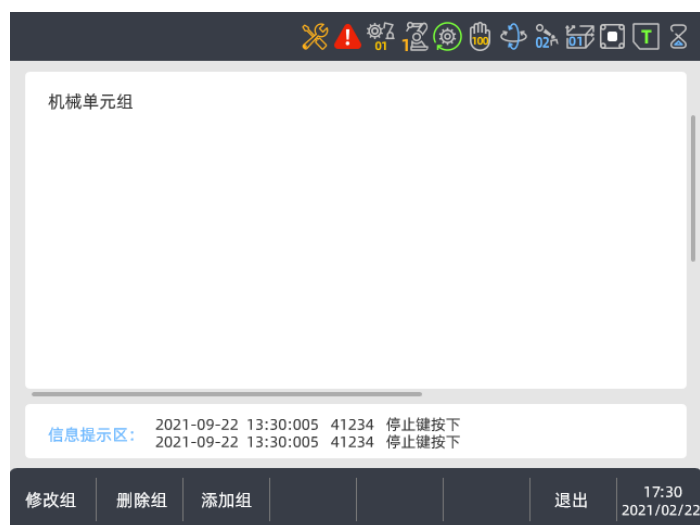 01 1 100 02 01 T
机械单元组
信息提示区： 2021-09-22 13:30:005 41234 停止键按下
2021-09-22 13:30:005 41234 停止键按下
修改组 删除组 添加组 退出 17:30
2021/02/22